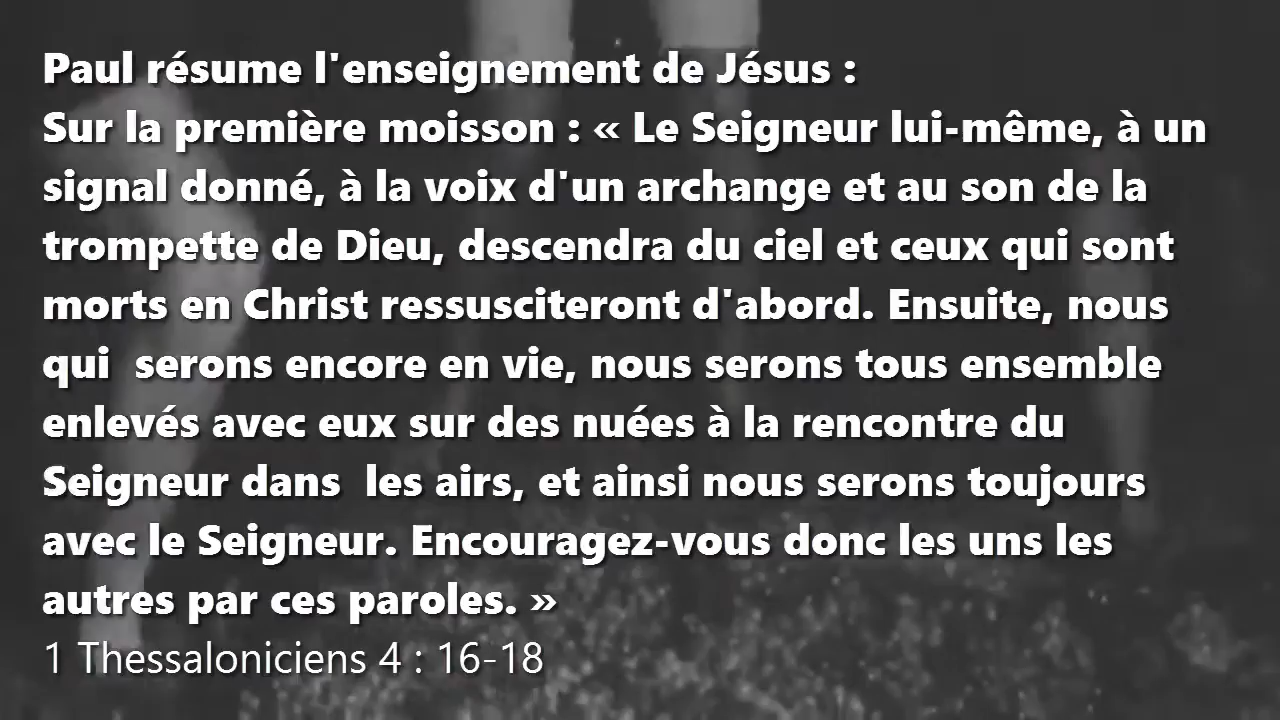 Paul résume l'enseignement de Jésus :
Sur la première moisson : « Le Seigneur lui-même, à un
signal donné, à la voix d'un archange et au son de la
trompette de Dieu, descendra du ciel et ceux qui sont
morts en Christ ressusciteront d'abord. Ensuite, nous
qui  serons encore en vie, nous serons tous ensemble
enlevés avec eux sur des nuées à la rencontre du
Seigneur dans  les airs, et ainsi nous serons toujours
avec le Seigneur. Encouragez-vous donc les uns les
autres par ces paroles. »
1 Thessaloniciens 4 : 16-18